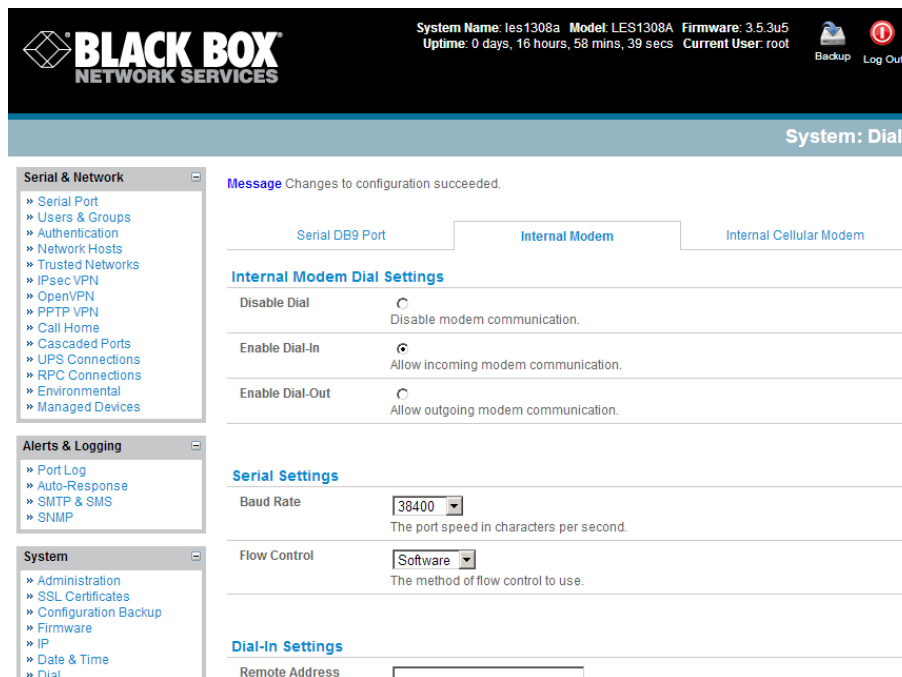 BLACK BOX®
NETWORK SERVICES
System Name: les1308a Model: LES1308A Firmware: 3.5.3u5
Uptime: 0 days, 16 hours, 58 mins, 39 secs Current User: root
Backup
Log Out
System: Dial
Serial & Network
» Serial Port
» Users & Groups
» Authentication
» Network Hosts
» Trusted Networks
» IPsec VPN
» OpenVPN
» PPTP VPN
» Call Home
» Cascaded Ports
» UPS Connections
» RPC Connections
» Environmental
» Managed Devices
Alerts & Logging
» Port Log
» Auto-Response
» SMTP & SMS
» SNMP
System
» Administration
» SSL Certificates
» Configuration Backup
» Firmware
» IP
» Date & Time
» Dial
Message Changes to configuration succeeded.
Serial DB9 Port
Internal Modem
Internal Cellular Modem
Internal Modem Dial Settings
Disable Dial
Disable modem communication.
Enable Dial-In
Allow incoming modem communication.
Enable Dial-Out
Allow outgoing modem communication.
Serial Settings
Baud Rate
38400
The port speed in characters per second.
Flow Control
Software
The method of flow control to use.
Dial-In Settings
Remote Address